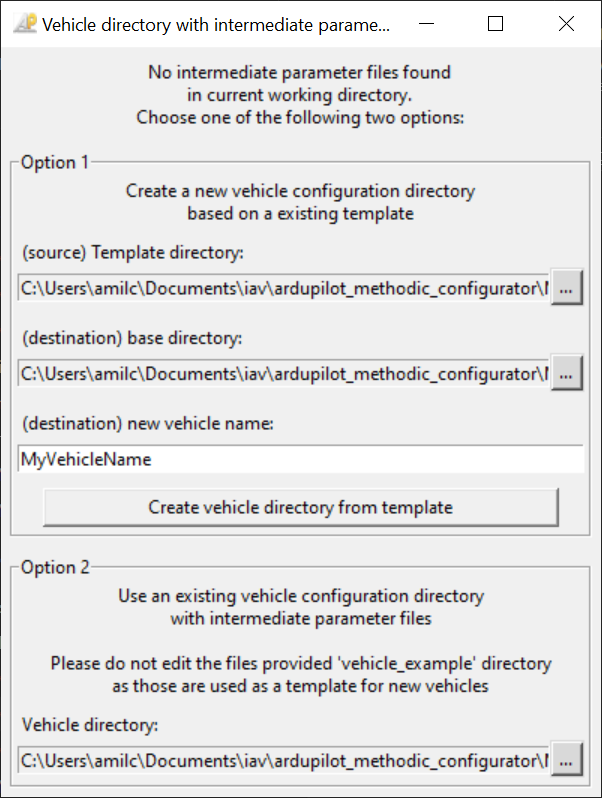 Vehicle directory with intermediate parame...
No intermediate parameter files found
in current working directory.
Choose one of the following two options:
Option 1
Create a new vehicle configuration directory
based on a existing template
(source) Template directory:
C:\Users\amilc\Documents\iav\ardupilot_methodic_configurator\
...
(destination) base directory:
C:\Users\amilc\Documents\iav\ardupilot_methodic_configurator\
...
(destination) new vehicle name:
MyVehicleName
Create vehicle directory from template
Option 2
Use an existing vehicle configuration directory
with intermediate parameter files
Please do not edit the files provided 'vehicle_example' directory
as those are used as a template for new vehicles
Vehicle directory:
C:\Users\amilc\Documents\iav\ardupilot_methodic_configurator\
...